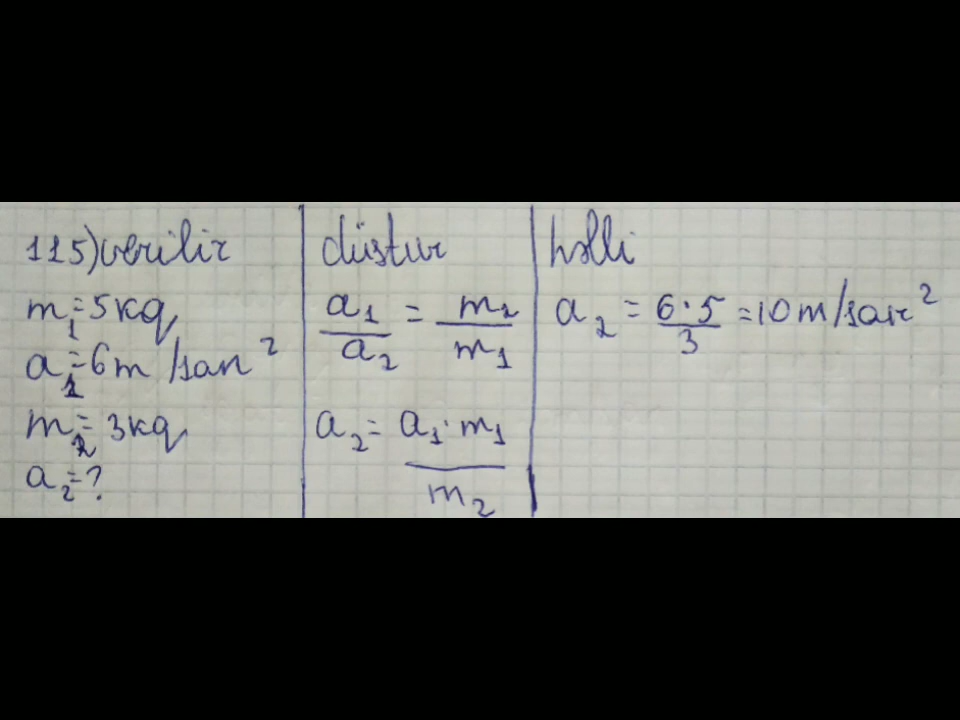 115) verilir
m₁=5kq
a₁=6m/san²
m₂=3kq
a₂=?
düstur
a₁/a₂ = m₂/m₁
a₂= a₁·m₁/m₂
həlli
a₂ = 6·5/3 =10m/san²